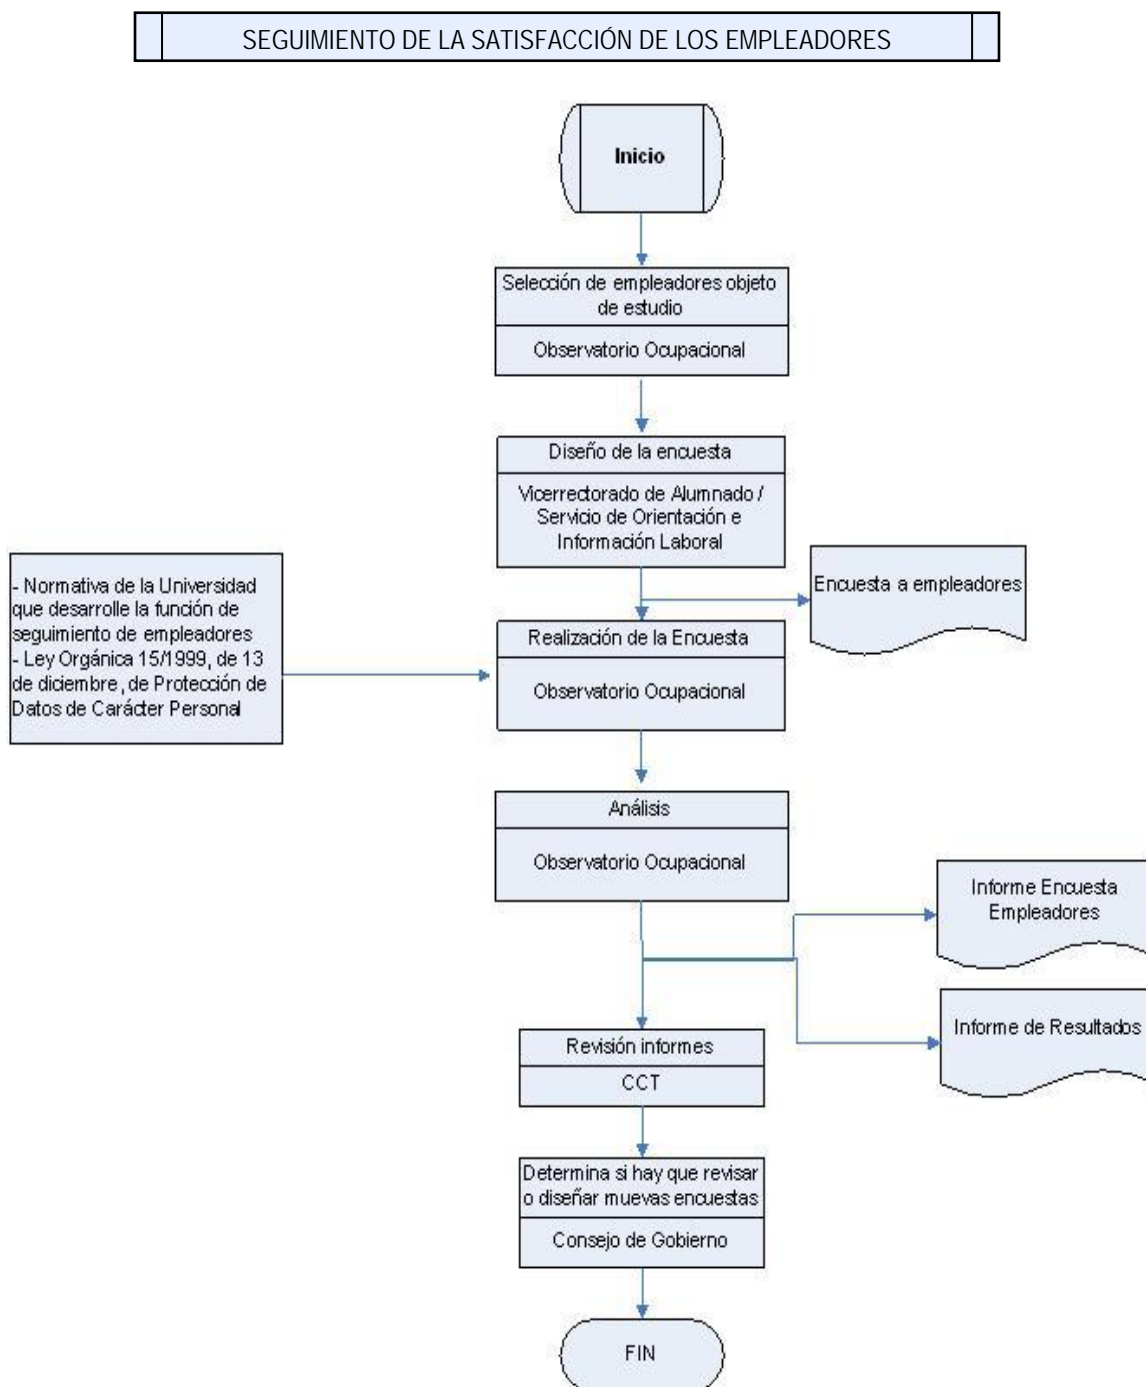 SEGUIMIENTO DE LA SATISFACCIÓN DE LOS EMPLEADORES
Inicio
Selección de empleadores objeto
de estudio
Observatorio Ocupacional
Diseño de la encuesta
Vicerrectorado de Alumnado /
Servicio de Orientación e
Información Laboral
Encuesta a empleadores
- Normativa de la Universidad
que desarrolle la función de
seguimiento de empleadores
- Ley Orgánica 15/1999, de 13
de diciembre, de Protección de
Datos de Carácter Personal
Realización de la Encuesta
Observatorio Ocupacional
Análisis
Observatorio Ocupacional
Informe Encuesta
Empleadores
Informe de Resultados
Revisión informes
CCT
Determina si hay que revisar
o diseñar muevas encuestas
Consejo de Gobierno
FIN